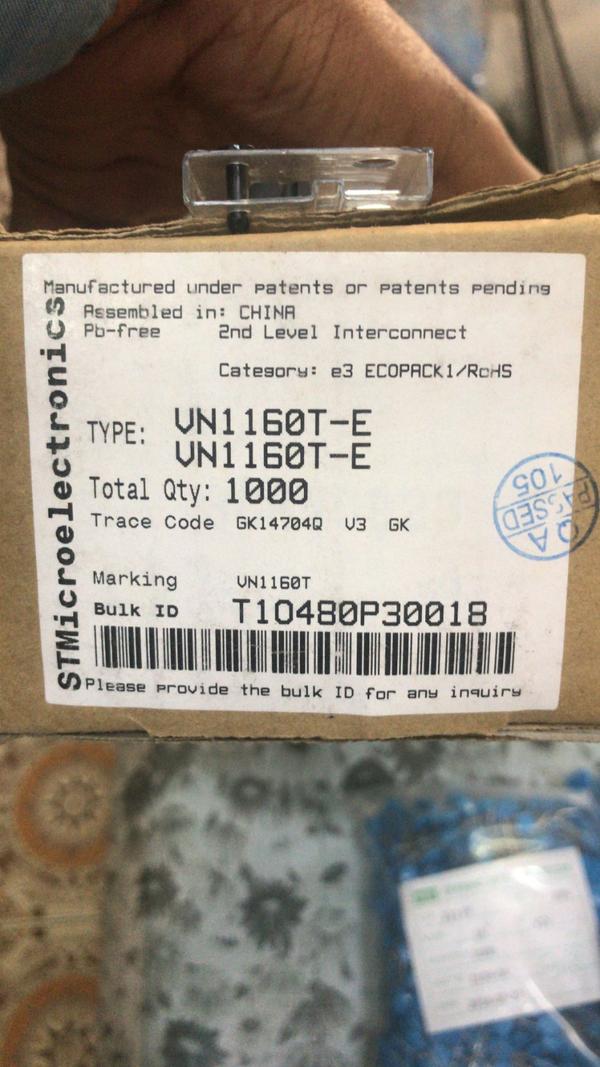 Manufactured under patents or patents pending
Assembled in: CHINA
Pb-free 2nd Level Interconnect
Category: e3 ECOPACK1/RoHS
TYPE: VN1160T-E
VN1160T-E
Total Qty: 1000
Trace Code GK14704Q V3 GK
Marking VN1160T
Bulk ID T10480P30018
Please provide the bulk ID for any inquiry
STMicroelectronics
QA
PASSED
105